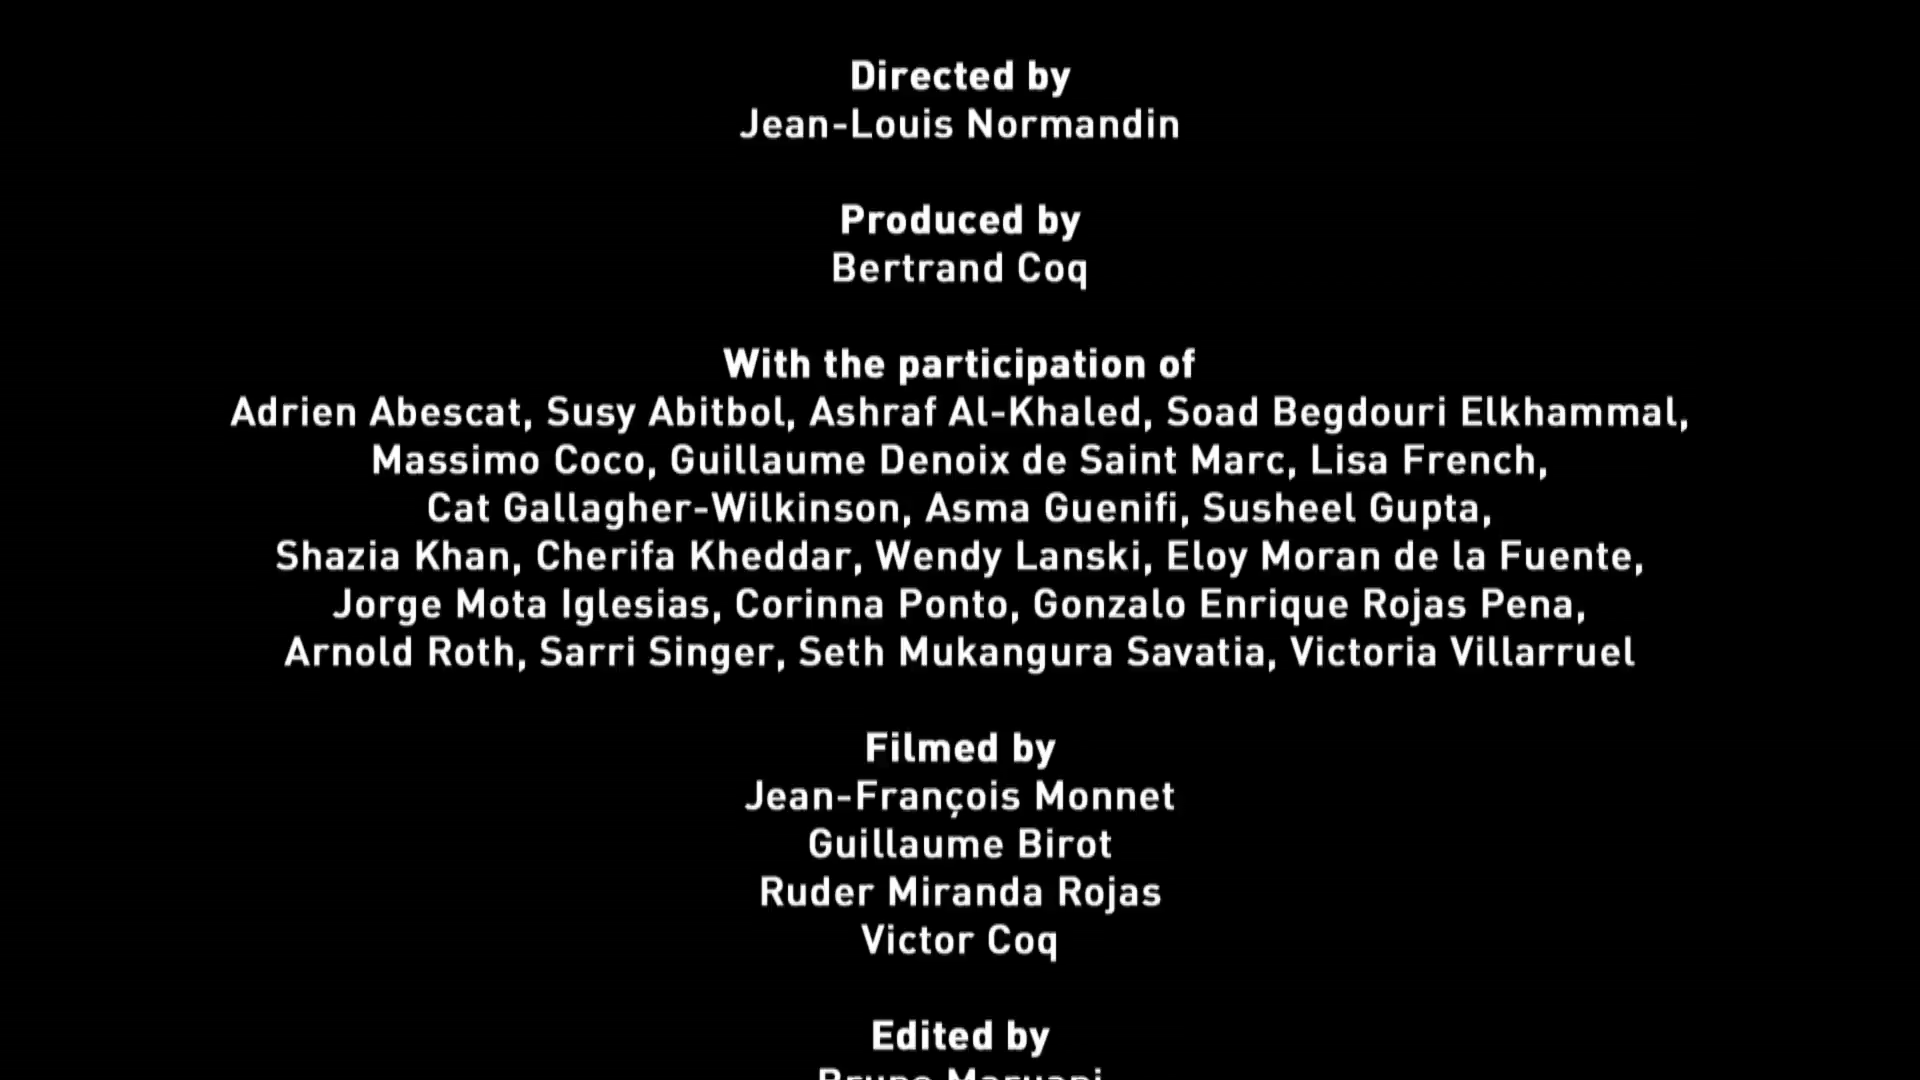 Directed by
Jean-Louis Normandin
Produced by
Bertrand Coq
With the participation of
Adrien Abescat, Susy Abitbol, Ashraf Al-Khaled, Soad Begdouri Elkhammal,
Massimo Coco, Guillaume Denoix de Saint Marc, Lisa French,
Cat Gallagher-Wilkinson, Asma Guenifi, Susheel Gupta,
Shazia Khan, Cherifa Kheddar, Wendy Lanski, Eloy Moran de la Fuente,
Jorge Mota Iglesias, Corinna Ponto, Gonzalo Enrique Rojas Pena,
Arnold Roth, Sarri Singer, Seth Mukangura Savatia, Victoria Villarruel
Filmed by
Jean-François Monnet
Guillaume Birot
Ruder Miranda Rojas
Victor Coq
Edited by